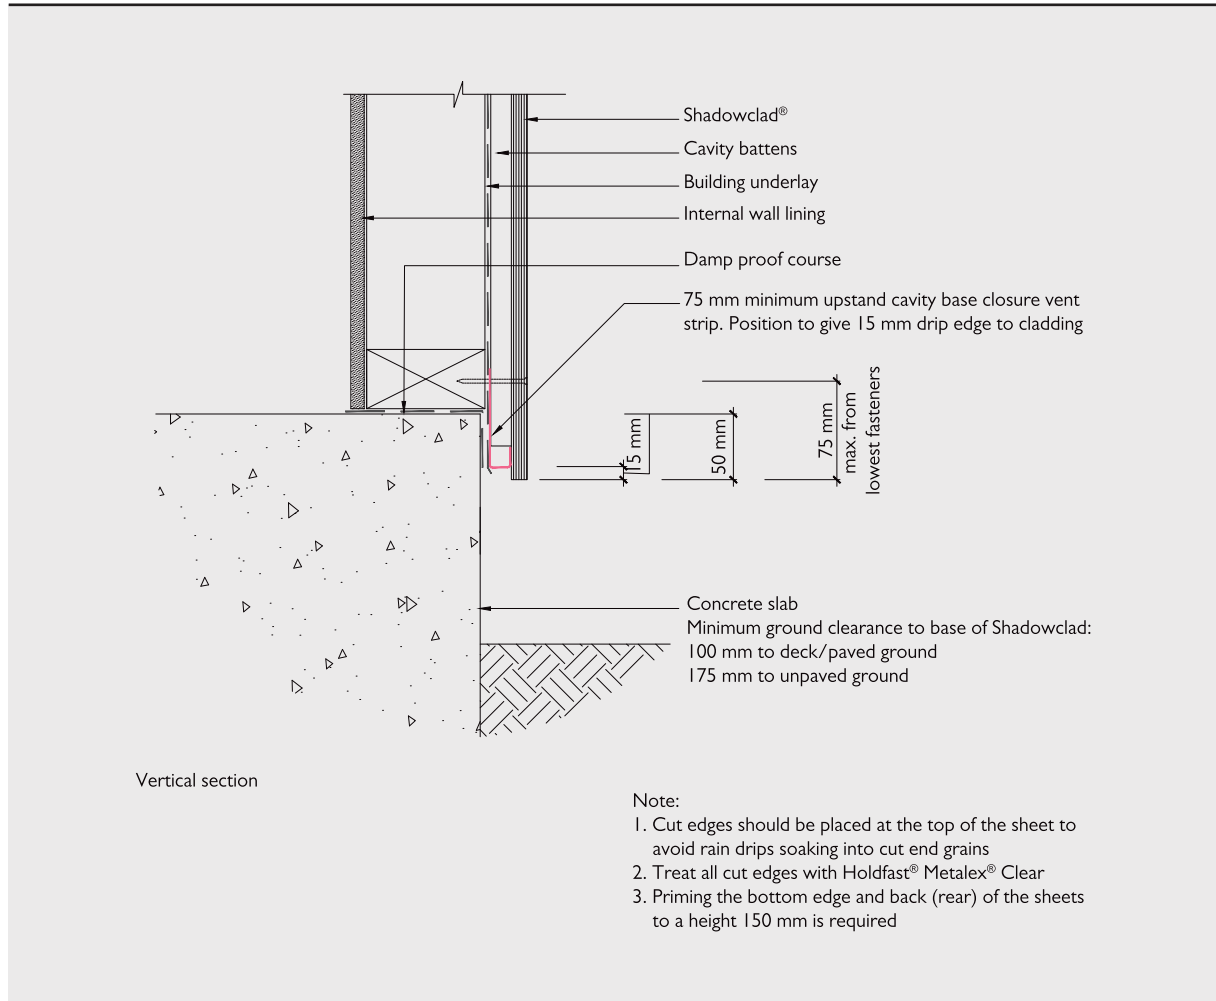 Shadowclad®
Cavity battens
Building underlay
Internal wall lining
Damp proof course
75 mm minimum upstand cavity base closure vent
strip. Position to give 15 mm drip edge to cladding
15 mm
50 mm
75 mm
max. from
lowest fasteners
Concrete slab
Minimum ground clearance to base of Shadowclad:
100 mm to deck/paved ground
175 mm to unpaved ground
Vertical section
Note:
1. Cut edges should be placed at the top of the sheet to
avoid rain drips soaking into cut end grains
2. Treat all cut edges with Holdfast® Metalex® Clear
3. Priming the bottom edge and back (rear) of the sheets
to a height 150 mm is required